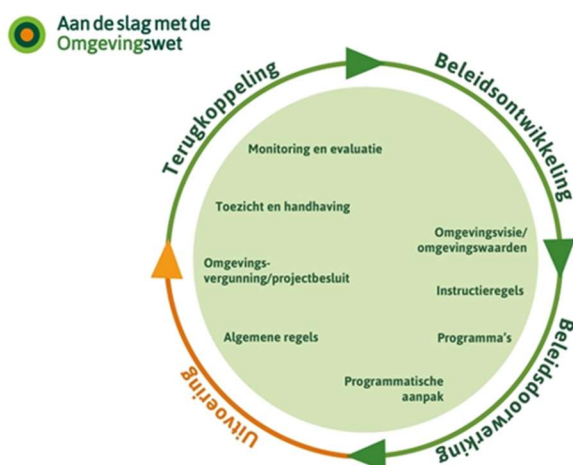 Aan de slag met de
Omgevingswet
Terugkoppeling
Beleidsontwikkeling
Monitoring en evaluatie
Toezicht en handhaving
Omgevingsvisie/
omgevingswaarden
Omgevings-
vergunning/projectbesluit
Instructieregels
Algemene regels
Programma's
Programmatische
aanpak
Uitvoering
Beleidsdoorwerking